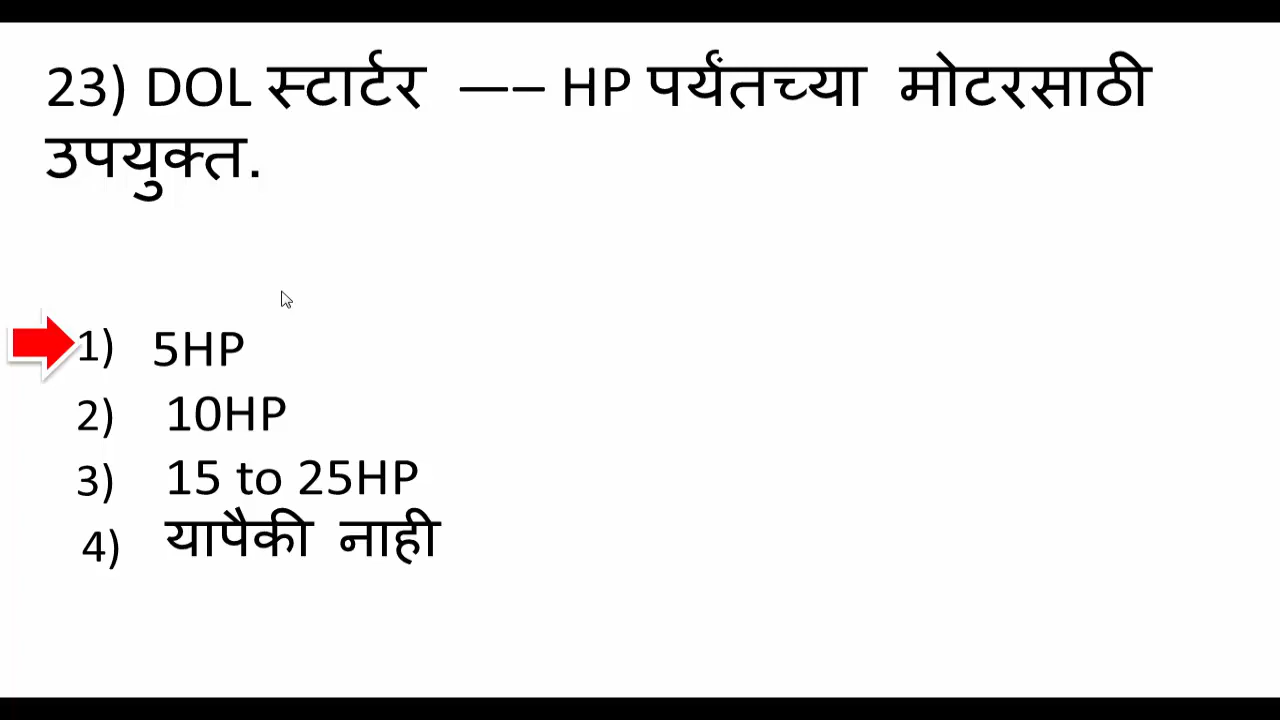 23) DOL स्टार्टर —– HP पर्यंतच्या मोटरसाठी
उपयुक्त.
1) 5HP
2) 10HP
3) 15 to 25HP
4) यापैकी नाही